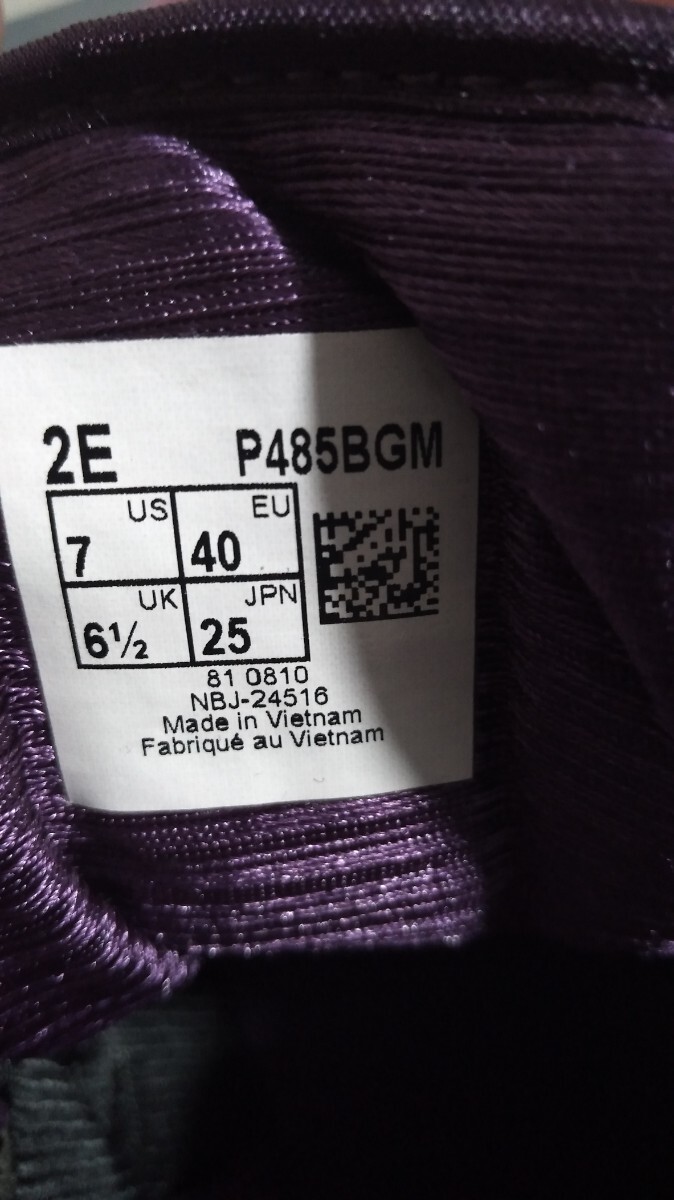 2E P485BGM
US EU
7 40
UK JPN
6½ 25
81 0810
NBJ-24516
Made in Vietnam
Fabriqué au Vietnam